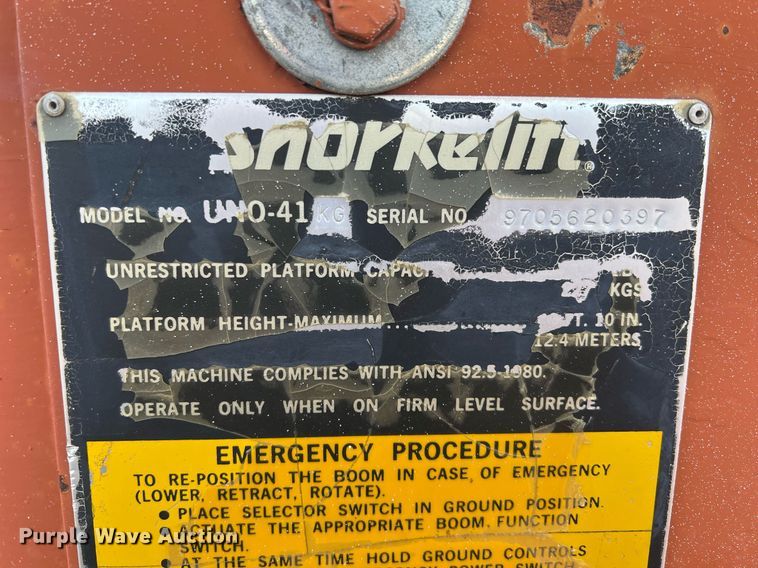 Snorkelift®
MODEL NO. UNO-41 KG SERIAL NO. 9705620397
UNRESTRICTED PLATFORM
KGS
PLATFORM HEIGHT-MAXIMUM FT. 10 IN.
12.4 METERS
THIS MACHINE COMPLIES WITH ANSI 92.5-1980.
OPERATE ONLY WHEN ON FIRM LEVEL SURFACE.
EMERGENCY PROCEDURE
TO RE-POSITION THE BOOM IN CASE OF EMERGENCY
(LOWER, RETRACT, ROTATE).
• PLACE SELECTOR SWITCH IN GROUND POSITION.
• ACTUATE THE APPROPRIATE BOOM FUNCTION
SWITCH.
• AT THE SAME TIME HOLD GROUND CONTROLS
POWER SWITCH
Purple Wave Auction